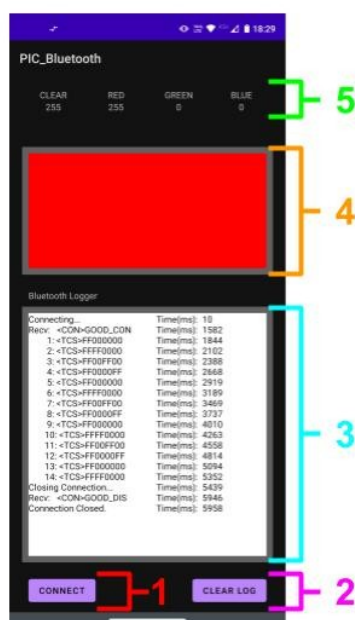 18:29
PIC_Bluetooth
CLEAR RED GREEN BLUE
255 255 0 0
5
4
Bluetooth Logger
Connecting... Time(ms): 10
Recv: <CON>GOOD_CON Time(ms): 1582
1: <TCS>FF000000 Time(ms): 1844
2: <TCS>FFFF0000 Time(ms): 2102
3: <TCS>FF00FF00 Time(ms): 2388
4: <TCS>FF0000FF Time(ms): 2668
5: <TCS>FF000000 Time(ms): 2919
6: <TCS>FFFF0000 Time(ms): 3189
7: <TCS>FF00FF00 Time(ms): 3469
8: <TCS>FF0000FF Time(ms): 3737
9: <TCS>FF000000 Time(ms): 4010
10: <TCS>FFFF0000 Time(ms): 4263
11: <TCS>FF00FF00 Time(ms): 4558
12: <TCS>FF0000FF Time(ms): 4814
13: <TCS>FF000000 Time(ms): 5094
14: <TCS>FFFF0000 Time(ms): 5352
Closing Connection... Time(ms): 5439
Recv: <CON>GOOD_DIS Time(ms): 5946
Connection Closed. Time(ms): 5958
3
CONNECT 1 CLEAR LOG 2